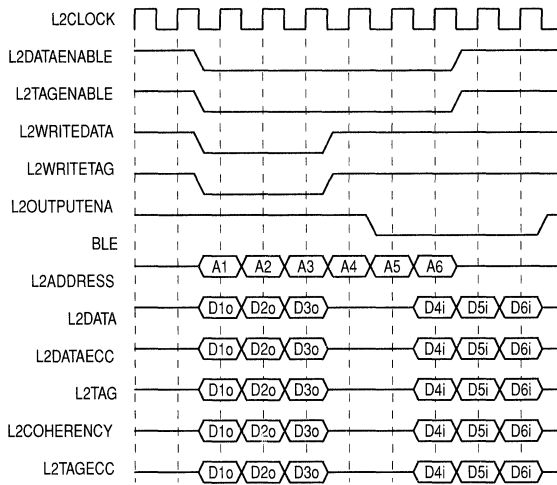 L2CLOCK
L2DATAENABLE
L2TAGENABLE
L2WRITEDATA
L2WRITETAG
L2OUTPUTENA
BLE
L2ADDRESS A1 A2 A3 A4 A5 A6
L2DATA D1o D2o D3o D4i D5i D6i
L2DATAECC D1o D2o D3o D4i D5i D6i
L2TAG D1o D2o D3o D4i D5i D6i
L2COHERENCY D1o D2o D3o D4i D5i D6i
L2TAGECC D1o D2o D3o D4i D5i D6i